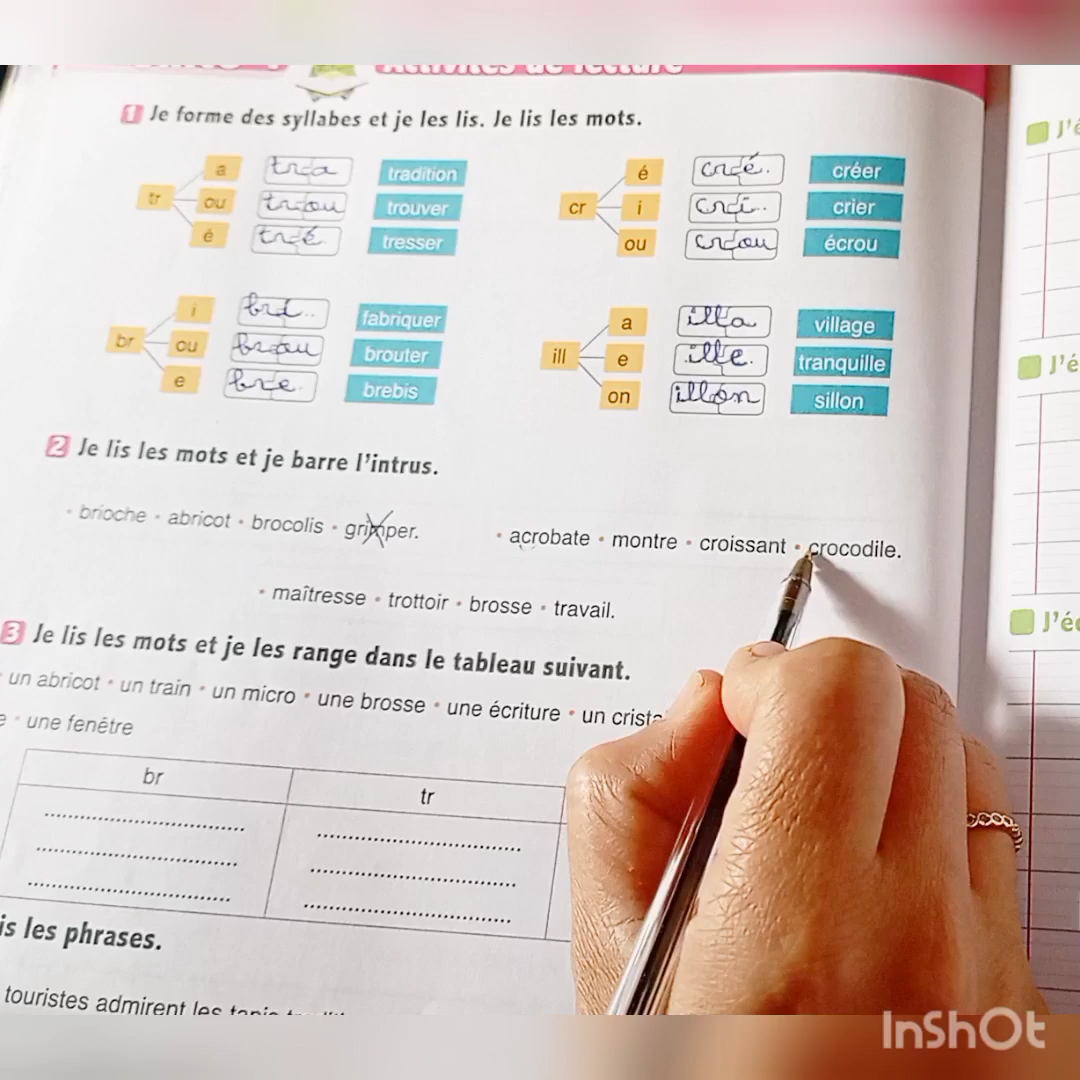 Activités de lecture
1 Je forme des syllabes et je les lis. Je lis les mots.
tr a tra tradition
ou trou trouver
é tré tresser
cr é cré. créer
i cri.. crier
ou crou écrou
br i bri.. fabriquer
ou brou brouter
e bre. brebis
ill a illa village
e ille. tranquille
on illon sillon
2 Je lis les mots et je barre l'intrus.
• brioche • abricot • brocolis • grimper.
• acrobate • montre • croissant • crocodile.
• maîtresse • trottoir • brosse • travail.
3 Je lis les mots et je les range dans le tableau suivant.
un abricot • un train • un micro • une brosse • une écriture • un crista
e • une fenêtre
br tr
is les phrases.
touristes admirent les
J'é
J'é
J'éc
InShOt